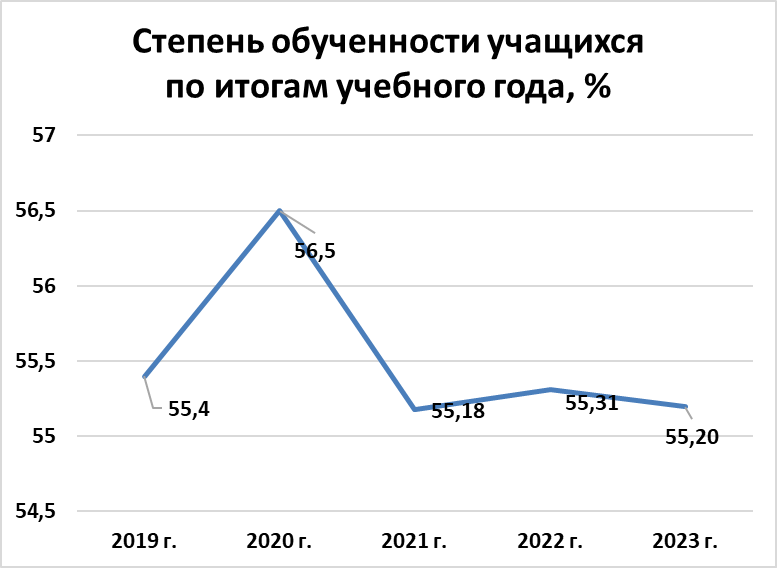 Степень обученности учащихся
по итогам учебного года, %
57
56,5
56
55,5
55
54,5
55,4
56,5
55,18
55,31
55,20
2019 г.
2020 г.
2021 г.
2022 г.
2023 г.